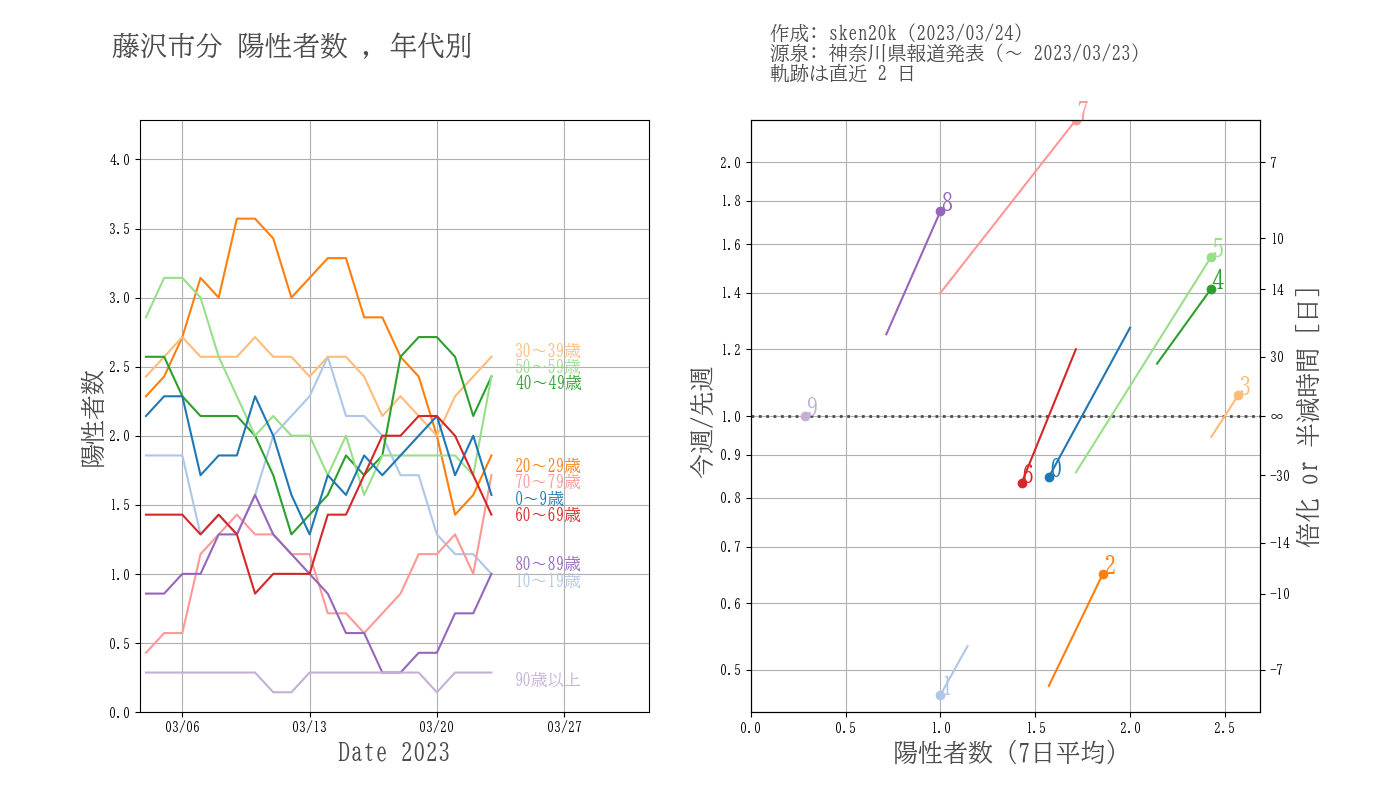 藤沢市分 陽性者数 , 年代別
作成: sken20k (2023/03/24)
源泉: 神奈川県報道発表 (～ 2023/03/23)
軌跡は直近 2 日
陽性者数
4.0
3.5
3.0
2.5
2.0
1.5
1.0
0.5
0.0
03/06
03/13
03/20
03/27
Date 2023
30～39歳
50～59歳
40～49歳
20～29歳
70～79歳
0～9歳
60～69歳
80～89歳
10～19歳
90歳以上
今週/先週
2.0
1.8
1.6
1.4
1.2
1.0
0.9
0.8
0.7
0.6
0.5
7
8
5
4
3
9
6
0
2
1
0.0
0.5
1.0
1.5
2.0
2.5
陽性者数 (7日平均)
7
10
14
30
∞
−30
−14
−10
−7
倍化 or 半減時間 [日]